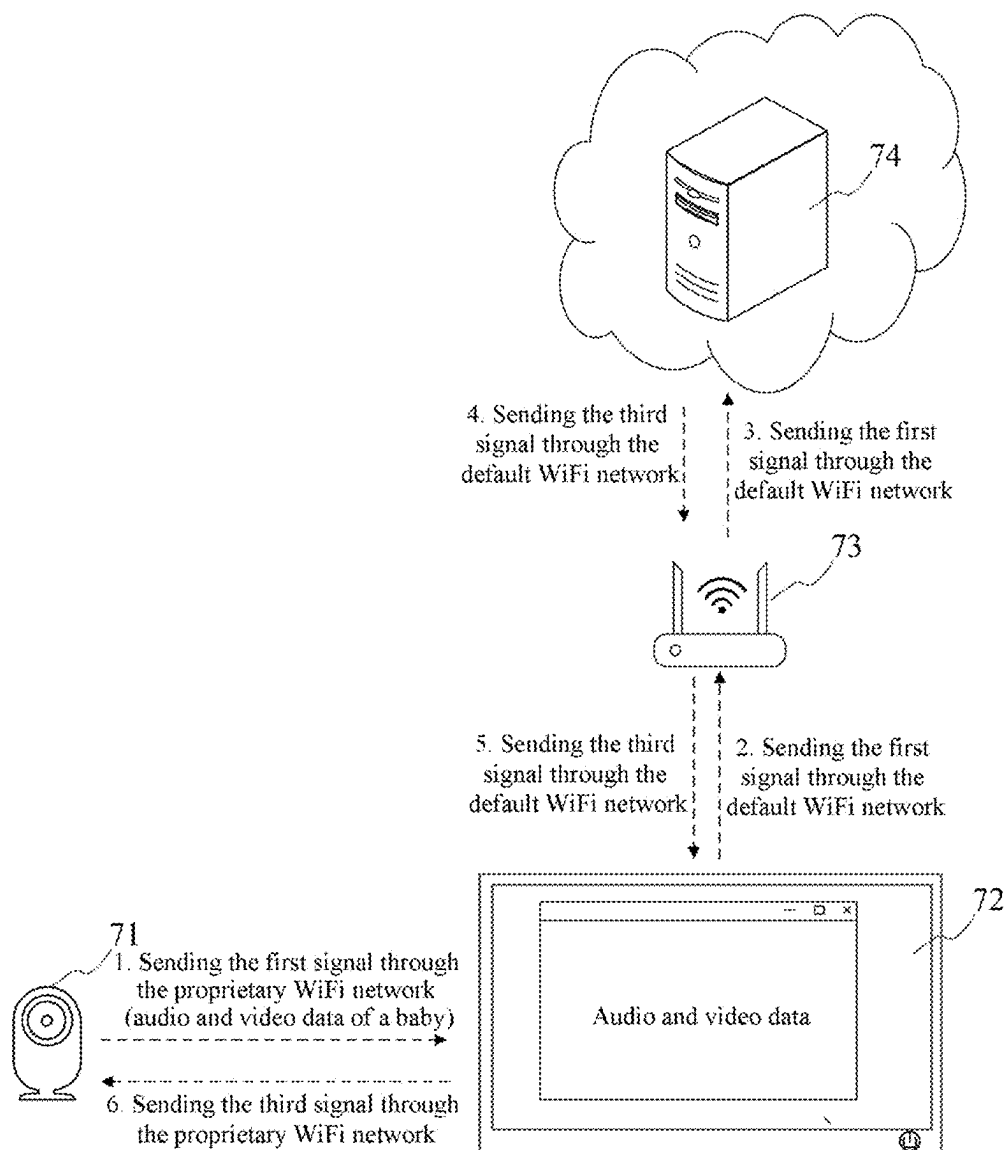 74
4. Sending the third
signal through the
default WiFi network
3. Sending the first
signal through the
default WiFi network
73
5. Sending the third
signal through the
default WiFi network
2. Sending the first
signal through the
default WiFi network
72
71
1. Sending the first signal through
the proprietary WiFi network
(audio and video data of a baby)
Audio and video data
6. Sending the third signal through
the proprietary WiFi network